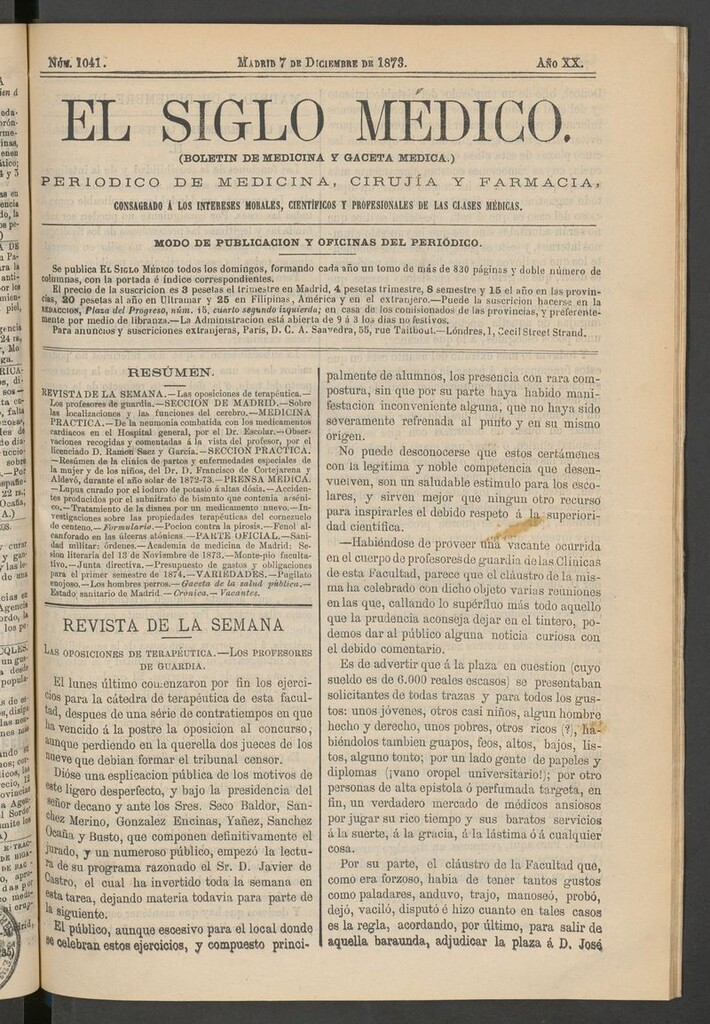 Núm. 1041.
Madrid 7 de Diciembre de 1873.
Año XX.
EL SIGLO MÉDICO.
(BOLETIN DE MEDICINA Y GACETA MEDICA.)
PERIODICO DE MEDICINA, CIRUJÍA Y FARMACIA,
CONSAGRADO Á LOS INTERESES MORALES, CIENTÍFICOS Y PROFESIONALES DE LAS CLASES MÉDICAS.
MODO DE PUBLICACION Y OFICINAS DEL PERIÓDICO.
Se publica El Siglo Médico todos los domingos, formando cada año un tomo de más de 830 páginas y doble número de
columnas, con la portada é índice correspondientes.
El precio de la suscricion es 3 pesetas el trimestre en Madrid, 4 pesetas trimestre, 8 semestre y 15 el año en las provin-
cias, 20 pesetas al año en Ultramar y 25 en Filipinas, América y en el extranjero.—Puede la suscricion hacerse en la
REDACCION, Plaza del Progreso, núm. 15, cuarto segundo izquierda; en casa de los comisionados de las provincias, y preferente-
mente por medio de libranza.—La Administracion está abierta de 9 á 3 los dias no festivos.
Para anuncios y suscriciones extranjeras, Paris, D. C. A. Saavedra, 55, rue Taitbout.—Lóndres, 1, Cecil Street Strand.
RESÚMEN.
REVISTA DE LA SEMANA.—Las oposiciones de terapéutica.—
Los profesores de guardia.—SECCION DE MADRID.—Sobre
las localizaciones y las funciones del cerebro.—MEDICINA
PRACTICA.—De la neomonía combatida con los medicamentos
cardiacos en el Hospital general, por el Dr. Escolar.—Obser-
vaciones recogidas y comentadas á la vista del profesor, por el
licenciado D. Ramon Saez y García.—SECCION PRACTICA.
—Resúmen de la clínica de partos y enfermedades especiales de
la mujer y de los niños, del Dr. D. Francisco de Cortejarena y
Aldevó, durante el año solar de 1872-73.—PRENSA MEDICA:
—Lupus curado por el ioduro de potasio á altas dósis.—Acciden-
tes producidos por el subnitrato de bismuto que contenia arséni-
co.—Tratamiento de la disnea por un medicamento nuevo.—In-
vestigaciones sobre las propiedades terapéuticas del cornezuelo
de centeno.—Formulario.—Pocion contra la pirosis.—Fenol al-
canforado en las úlceras atónicas.—PARTE OFICIAL.—Sani-
dad militar; órdenes.—Academia de medicina de Madrid: Se-
sion literaria del 13 de Noviembre de 1873.—Monte-pio faculta-
tivo.—Junta directiva.—Presupuesto de gastos y obligaciones
para el primer semestre de 1874.—VARIEDADES.—Pugilato
enojoso.—Los hombres perros.—Gaceta de la salud pública.—
Estado sanitario de Madrid.—Crónica.—Vacantes.
REVISTA DE LA SEMANA
Las oposiciones de terapéutica.—Los profesores
de guardia.
El lunes último comenzaron por fin los ejerci-
cios para la cátedra de terapéutica de esta facul-
tad, despues de una série de contratiempos en que
ha vencido á la postre la oposicion al concurso,
aunque perdiendo en la querella dos jueces de los
nueve que debian formar el tribunal censor.
Dióse una esplicacion pública de los motivos de
este ligero desperfecto, y bajo la presidencia del
señor decano y ante los Sres. Seco Baldor, San-
chez Merino, Gonzalez Encinas, Yañez, Sanchez
Ocaña y Busto, que componen definitivamente el
jurado, y un numeroso público, empezó la lectu-
ra de su programa razonado el Sr. D. Javier de
Castro, el cual ha invertido toda la semana en
esta tarea, dejando materia todavia para parte de
la siguiente.
El público, aunque escesivo para el local donde
se celebran estos ejercicios, y compuesto princi-
palmente de alumnos, los presencia con rara com-
postura, sin que por su parte haya habido mani-
festacion inconveniente alguna, que no haya sido
severamente refrenada al punto y en su mismo
origen.
No puede desconocerse que estos certámenes
con la legítima y noble competencia que desen-
vuelven, son un saludable estímulo para los esco-
lares, y sirven mejor que ningun otro recurso
para inspirarles el debido respeto á la superiori-
dad científica.
—Habiéndose de proveer una vacante ocurrida
en el cuerpo de profesores de guardia de las Clínicas
de esta Facultad, parece que el cláustro de la mis-
ma ha celebrado con dicho objeto varias reuniones
en las que, callando lo supérfluo más todo aquello
que la prudencia aconseja dejar en el tintero, po-
demos dar al público alguna noticia curiosa con
el debido comentario.
Es de advertir que á la plaza en cuestion (cuyo
sueldo es de 6.000 reales escasos) se presentaban
solicitantes de todas trazas y para todos los gus-
tos: unos jóvenes, otros casi niños, algun hombre
hecho y derecho, unos pobres, otros ricos (?), ha-
biéndolos tambien guapos, feos, altos, bajos, lis-
tos, alguno tonto; por un lado gente de papeles y
diplomas (¡vano oropel universitario!); por otro
personas de alta epístola ó perfumada targeta, en
fin, un verdadero mercado de médicos ansiosos
por jugar su rico tiempo y sus baratos servicios
á la suerte, á la gracia, á la lástima ó á cualquier
cosa.
Por su parte, el cláustro de la Facultad que,
como era forzoso, habia de tener tantos gustos
como paladares, anduvo, trajo, manoseó, probó,
dejó, vaciló, disputó é hizo cuanto en tales casos
es la regla, acordando, por último, para salir de
aquella baraunda, adjudicar la plaza á D. José